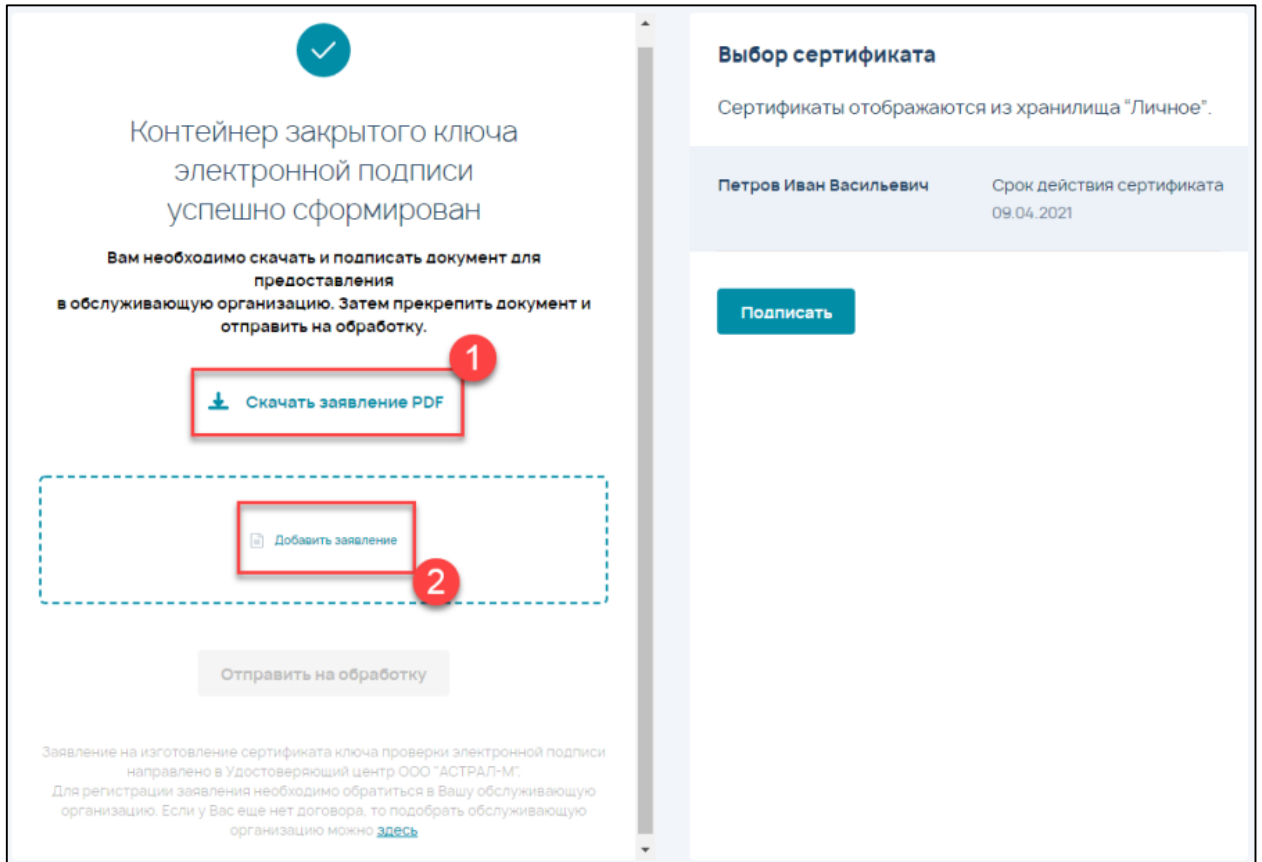 Контейнер закрытого ключа
электронной подписи
успешно сформирован
Вам необходимо скачать и подписать документ для
предоставления
в обслуживающую организацию. Затем прекрепить документ и
отправить на обработку.
1
Скачать заявление PDF
Добавить заявление
2
Отправить на обработку
Заявление на изготовление сертификата ключа проверки электронной подписи
направлено в Удостоверяющий центр ООО "АСТРАЛ-М".
Для регистрации заявления необходимо обратиться в Вашу обслуживающую
организацию. Если у Вас еще нет договора, то подобрать обслуживающую
организацию можно здесь
Выбор сертификата
Сертификаты отображаются из хранилища "Личное".
Петров Иван Васильевич Срок действия сертификата
09.04.2021
Подписать